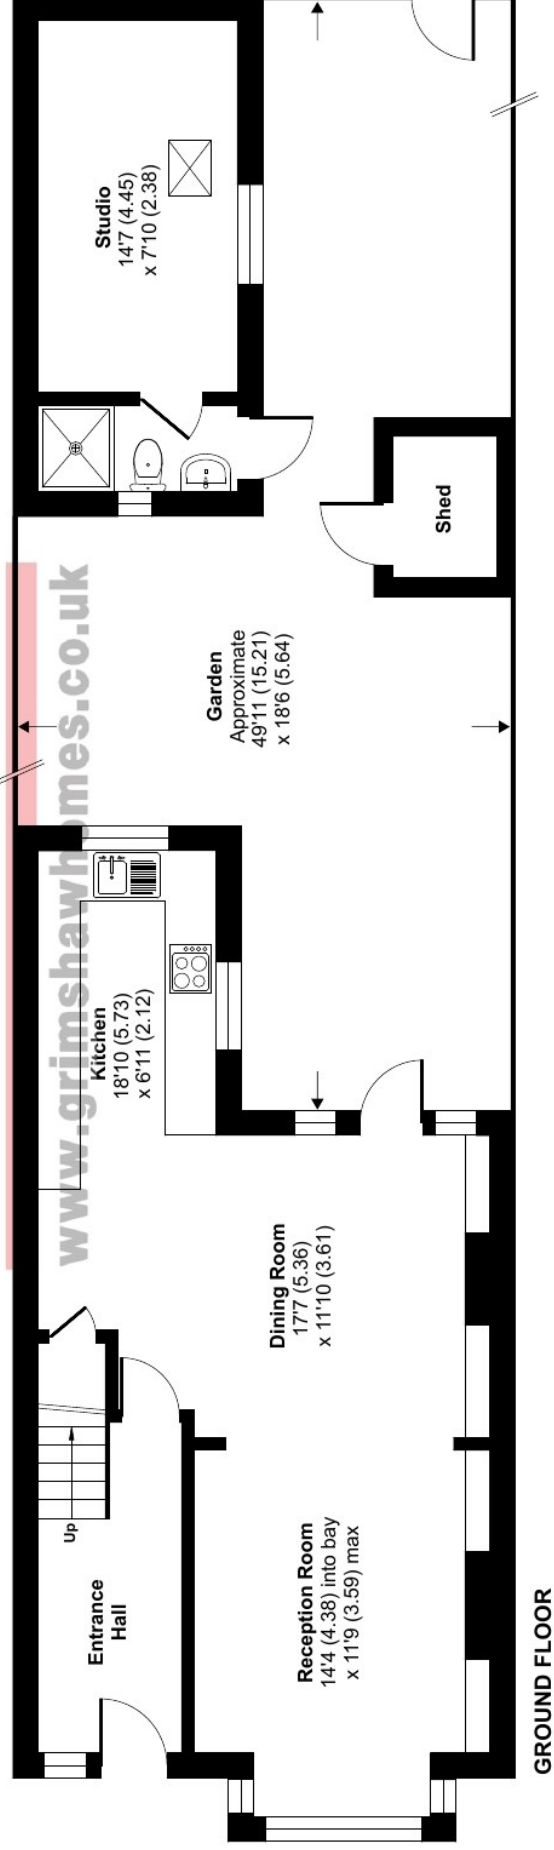 Studio
14'7 (4.45)
x 7'10 (2.38)
Shed
Garden
Approximate
49'11 (15.21)
x 18'6 (5.64)
www.grimshawhomes.co.uk
Kitchen
18'10 (5.73)
x 6'11 (2.12)
Dining Room
17'7 (5.36)
x 11'10 (3.61)
Up
Entrance
Hall
Reception Room
14'4 (4.38) into bay
x 11'9 (3.59) max
GROUND FLOOR